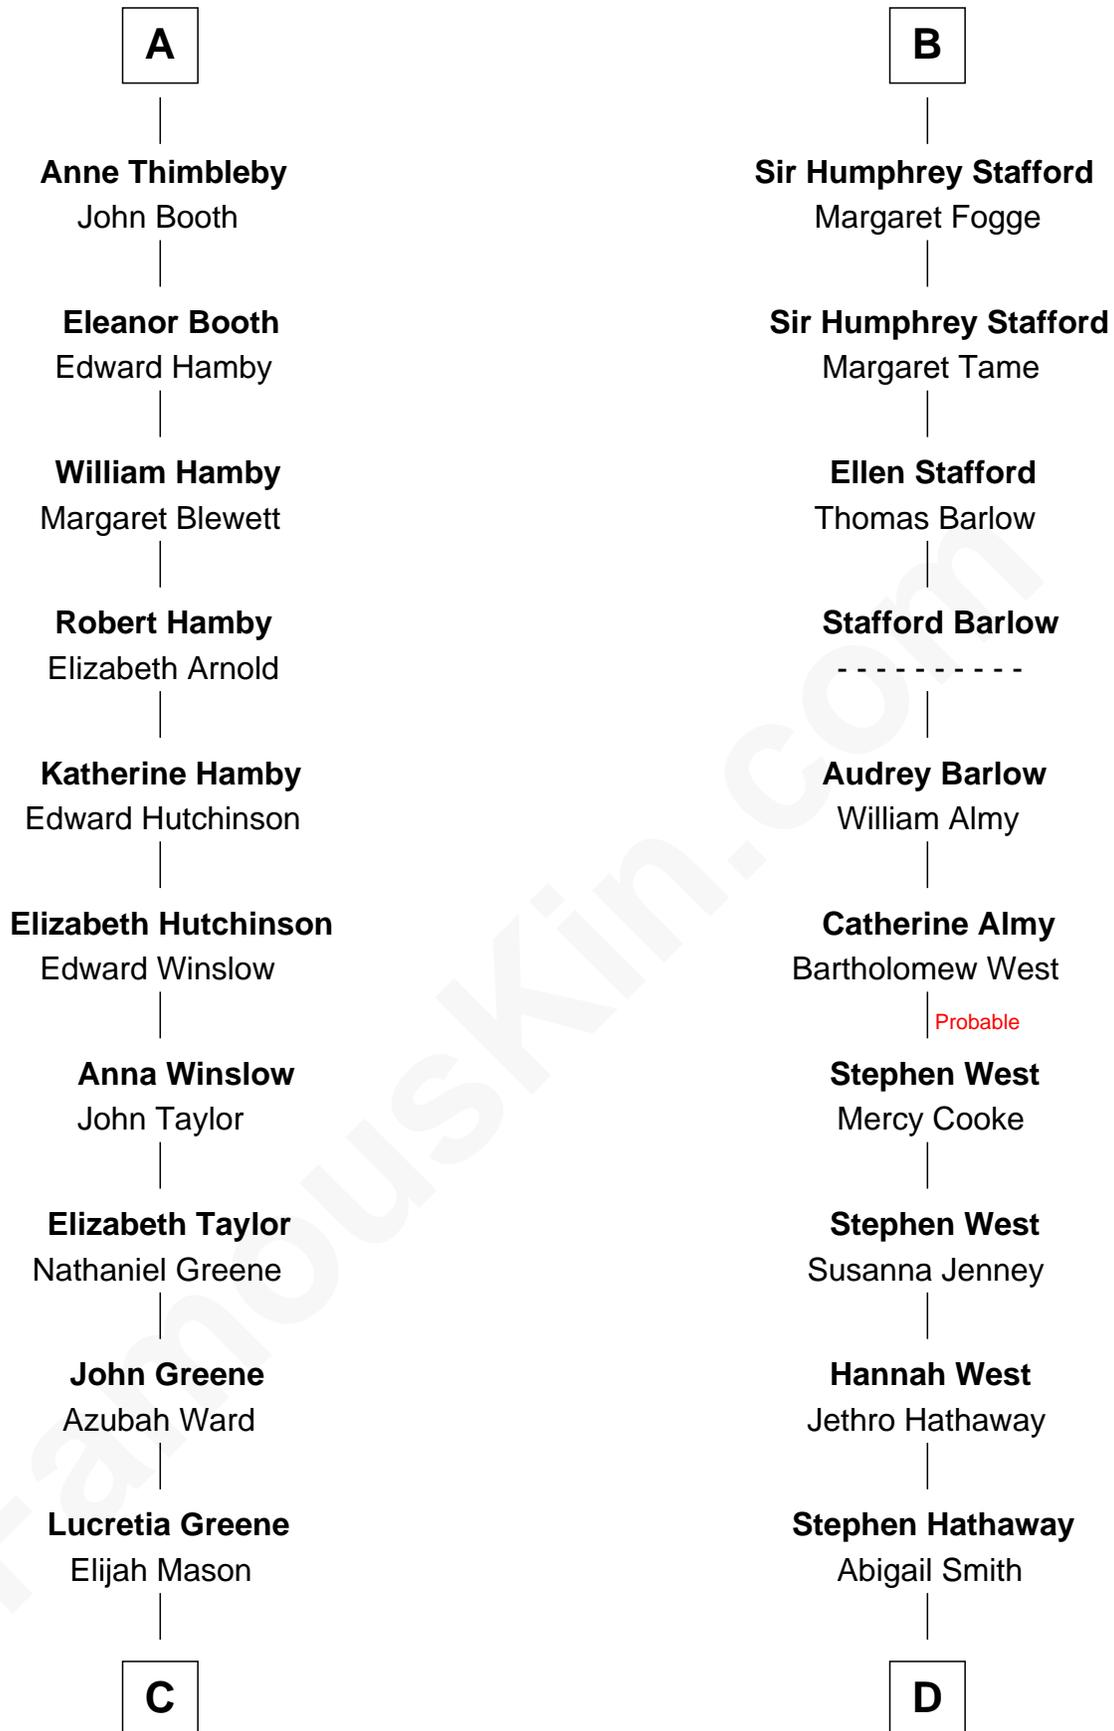 A
Anne Thimbleby
John Booth
Eleanor Booth
Edward Hamby
William Hamby
Margaret Blewett
Robert Hamby
Elizabeth Arnold
Katherine Hamby
Edward Hutchinson
Elizabeth Hutchinson
Edward Winslow
Anna Winslow
John Taylor
Elizabeth Taylor
Nathaniel Greene
John Greene
Azubah Ward
Lucretia Greene
Elijah Mason
C
B
Sir Humphrey Stafford
Margaret Fogge
Sir Humphrey Stafford
Margaret Tame
Ellen Stafford
Thomas Barlow
Stafford Barlow
- - - - - - - - - -
Audrey Barlow
William Almy
Catherine Almy
Bartholomew West
Probable
Stephen West
Mercy Cooke
Stephen West
Susanna Jenney
Hannah West
Jethro Hathaway
Stephen Hathaway
Abigail Smith
D
FamousKin.com